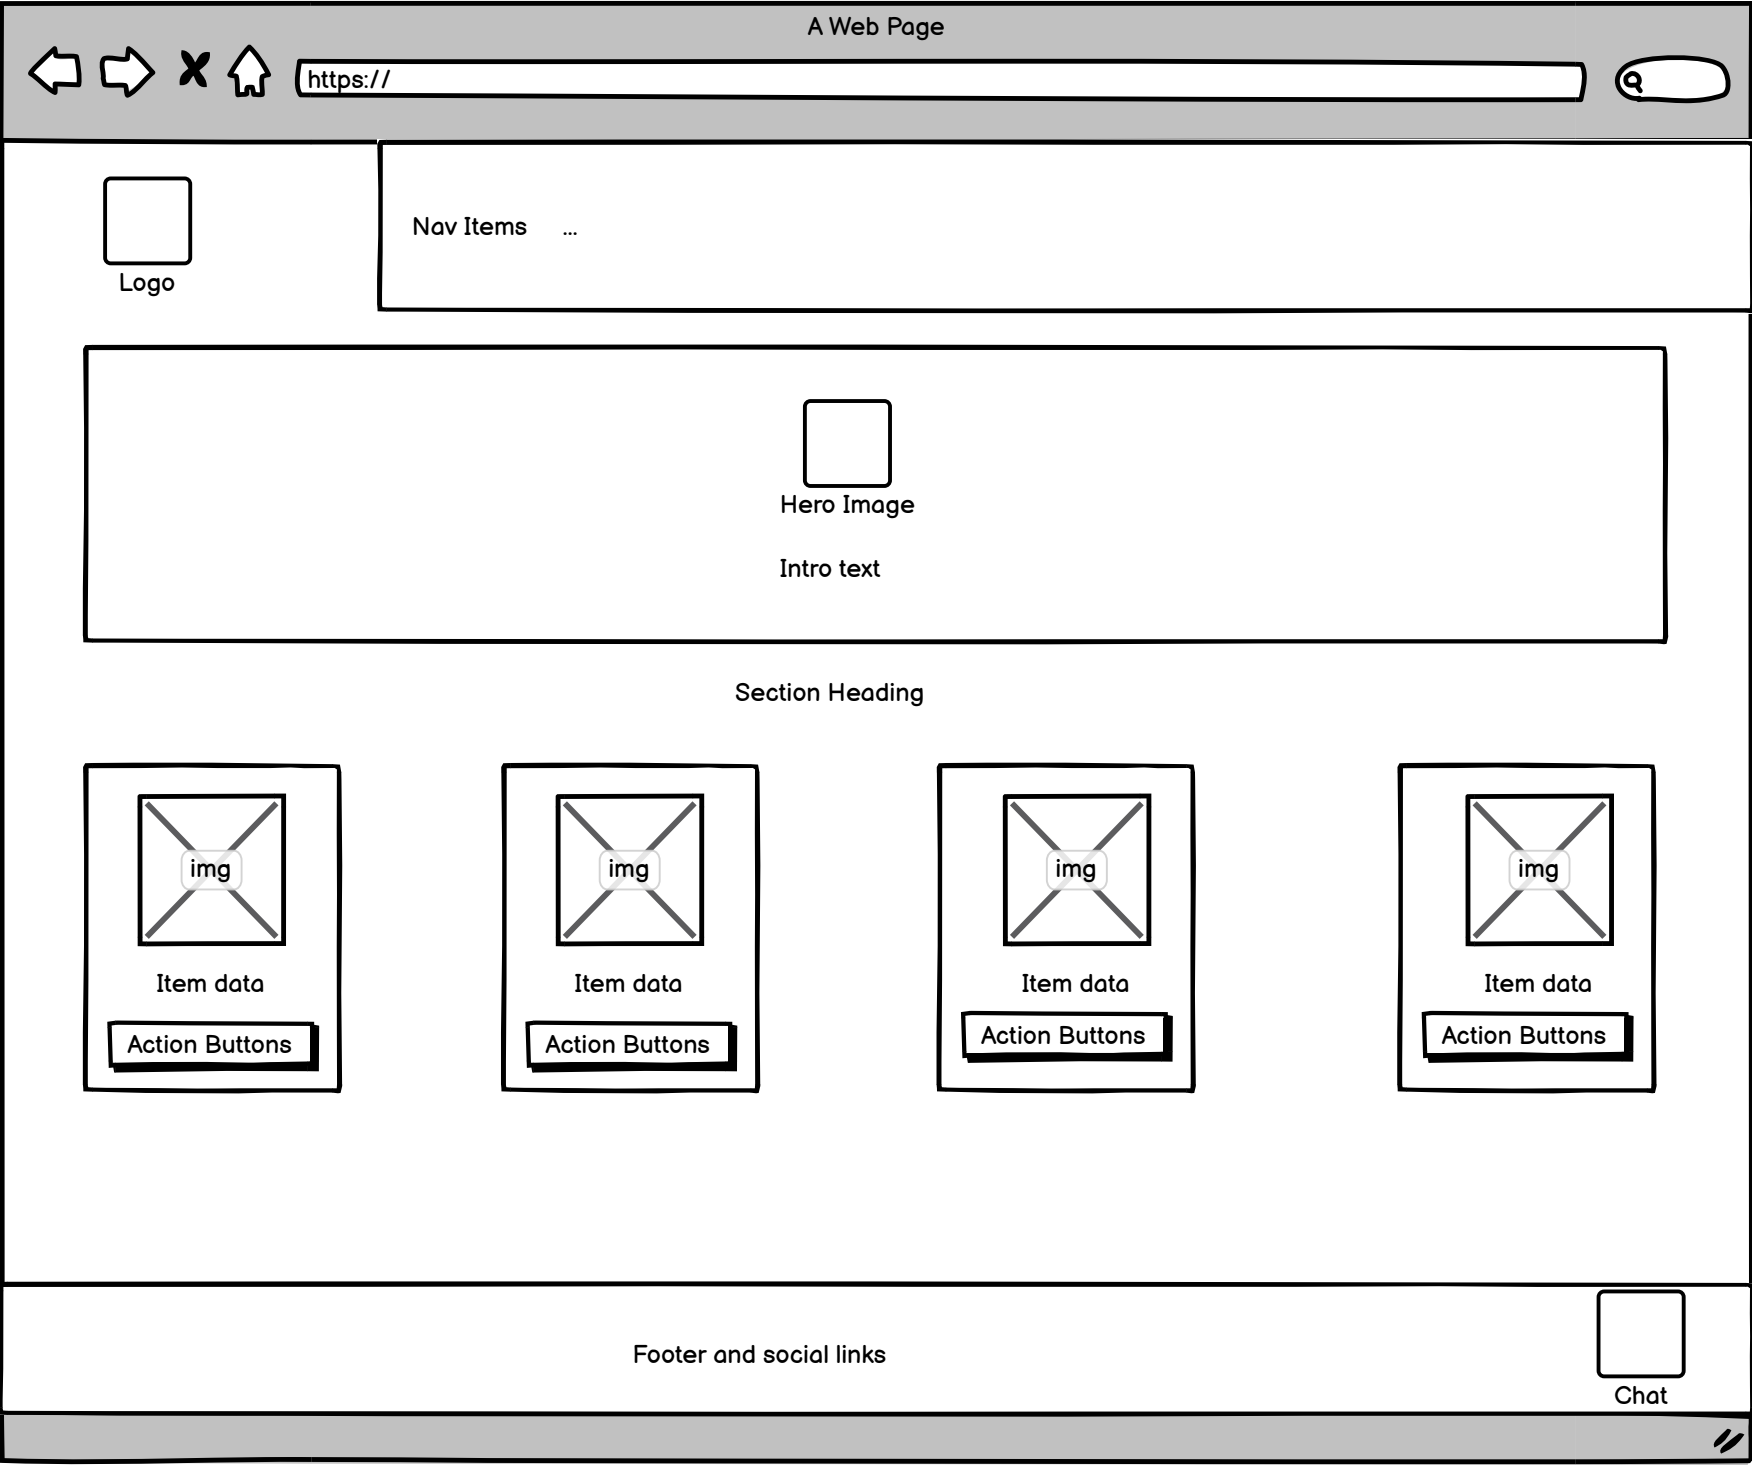 A Web Page
https://
Nav Items ...
Logo
Hero Image
Intro text
Section Heading
img img img img
Item data Item data Item data Item data
Action Buttons Action Buttons Action Buttons Action Buttons
Footer and social links
Chat